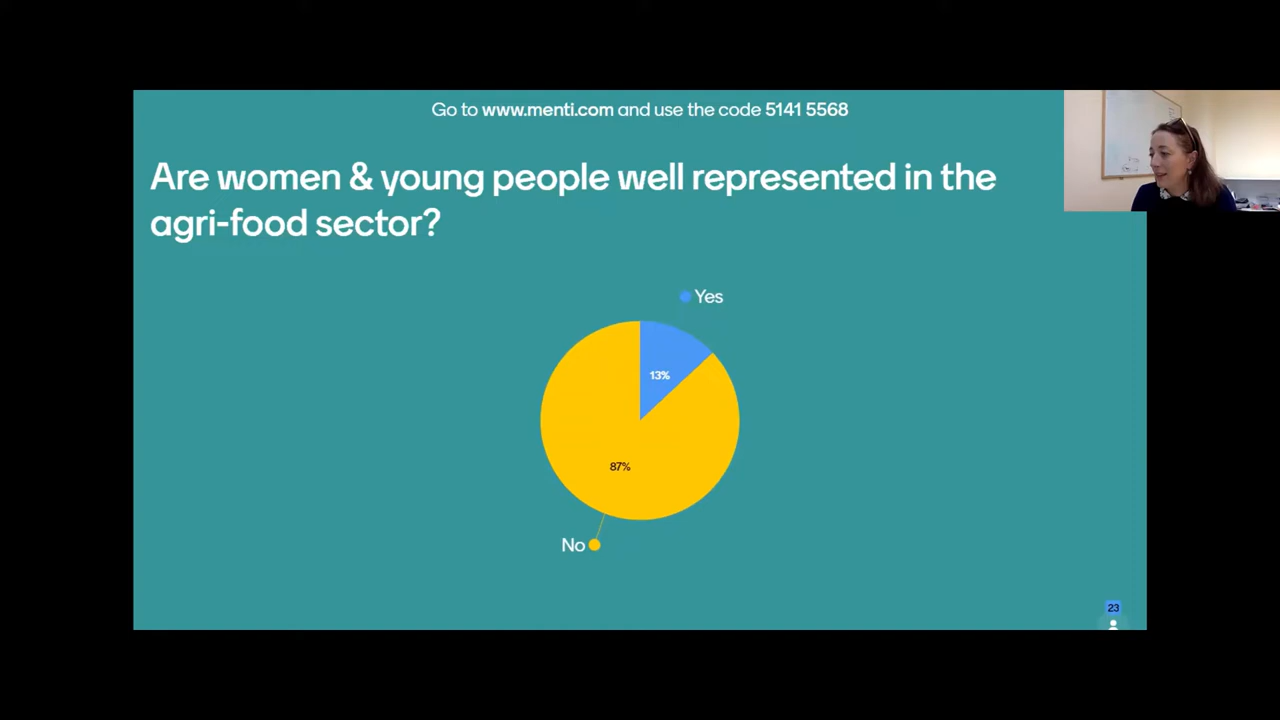 Go to www.menti.com and use the code 5141 5568
Are women & young people well represented in the
agri-food sector?
Yes
13%
87%
No
23